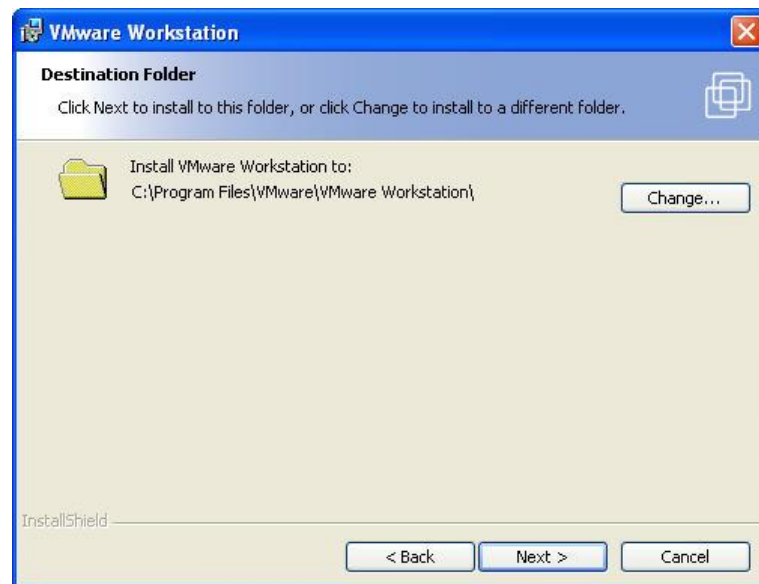 VMware Workstation
Destination Folder
Click Next to install to this folder, or click Change to install to a different folder.
Install VMware Workstation to:
C:\Program Files\VMware\VMware Workstation\
Change...
InstallShield
< Back
Next >
Cancel